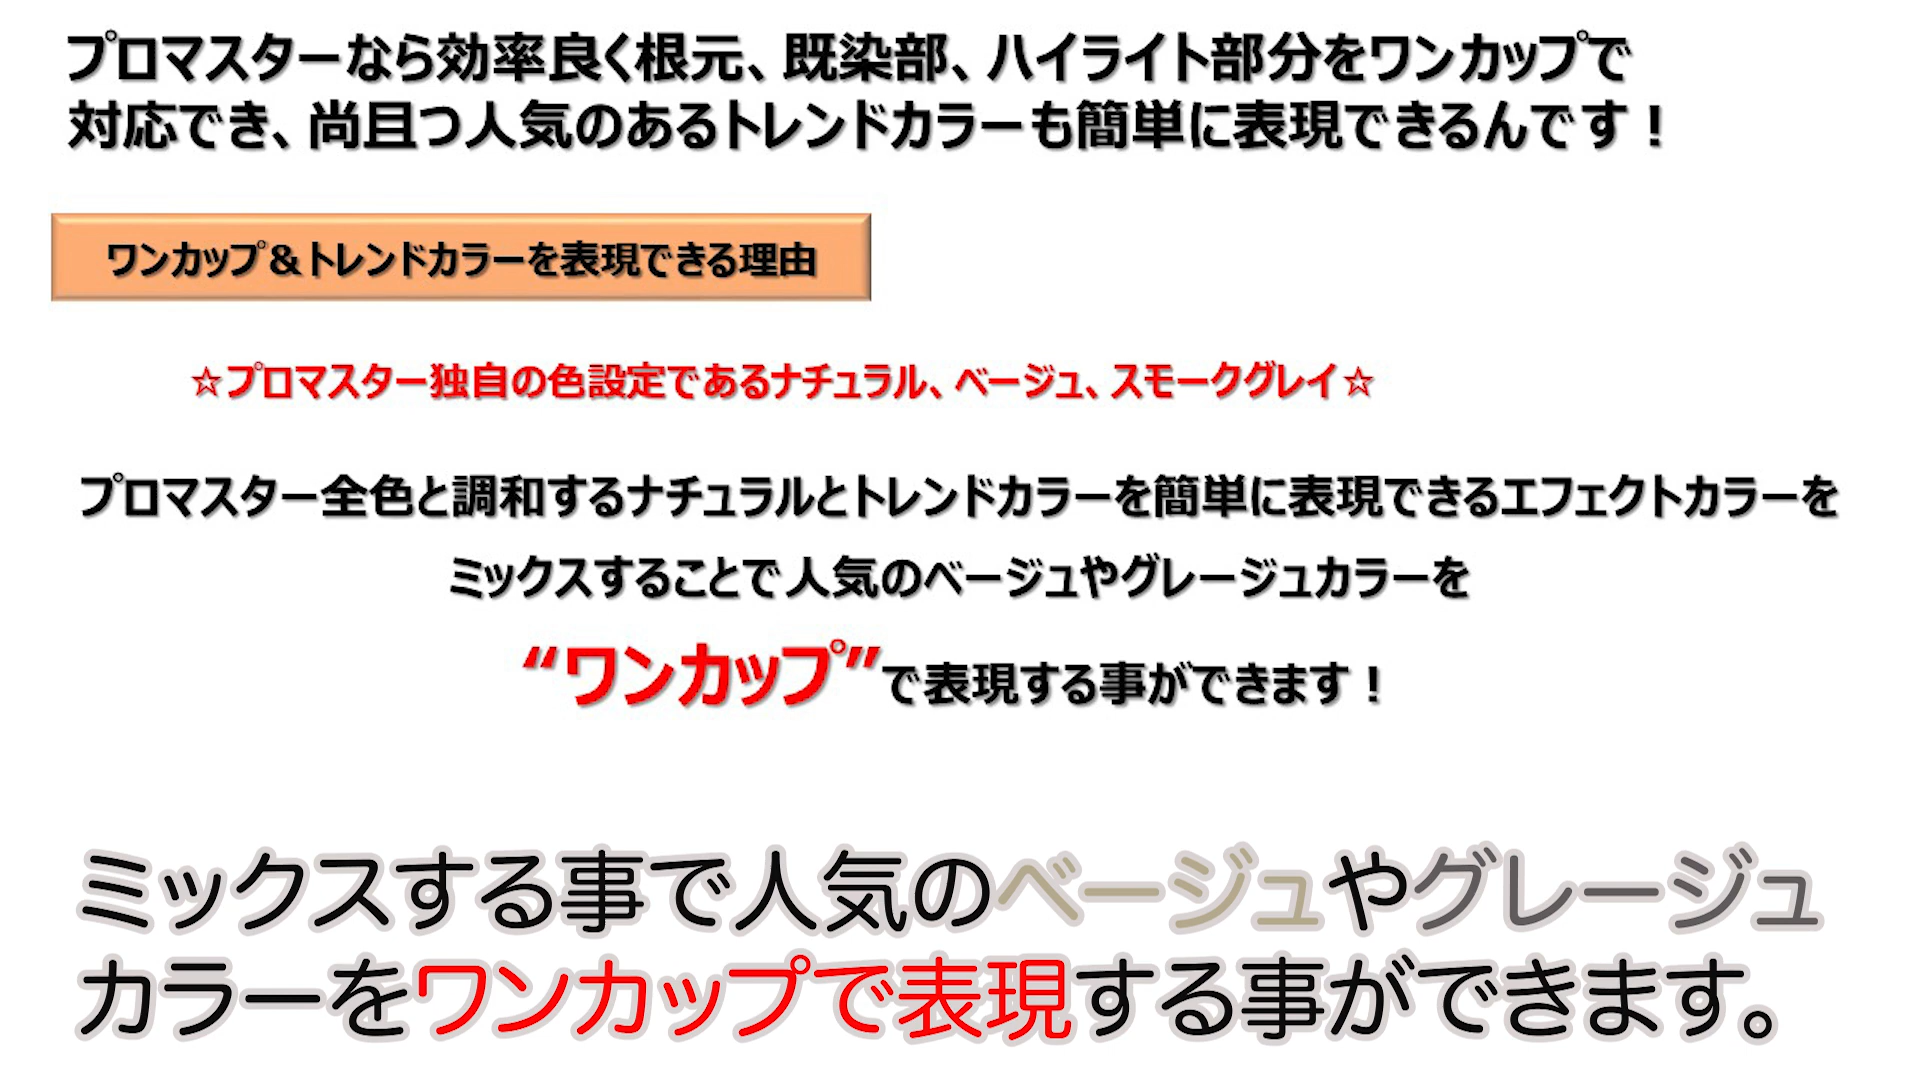 プロマスターなら効率良く根元、既染部、ハイライト部分をワンカップで
対応でき、尚且つ人気のあるトレンドカラーも簡単に表現できるんです！
ワンカップ＆トレンドカラーを表現できる理由
☆プロマスター独自の色設定であるナチュラル、ベージュ、スモークグレイ☆
プロマスター全色と調和するナチュラルとトレンドカラーを簡単に表現できるエフェクトカラーを
ミックスすることで人気のベージュやグレージュカラーを
“ワンカップ”で表現する事ができます！
ミックスする事で人気のベージュやグレージュ
カラーをワンカップで表現する事ができます。